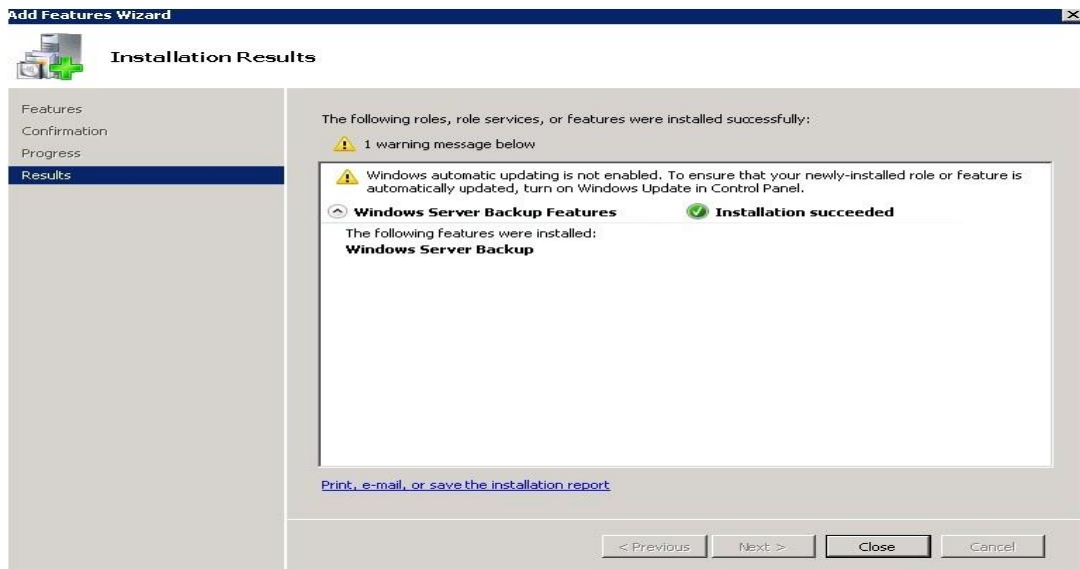 Add Features Wizard
Installation Results
Features
Confirmation
Progress
Results
The following roles, role services, or features were installed successfully:
1 warning message below
Windows automatic updating is not enabled. To ensure that your newly-installed role or feature is
automatically updated, turn on Windows Update in Control Panel.
Windows Server Backup Features
Installation succeeded
The following features were installed:
Windows Server Backup
Print, e-mail, or save the installation report
< Previous
Next >
Close
Cancel